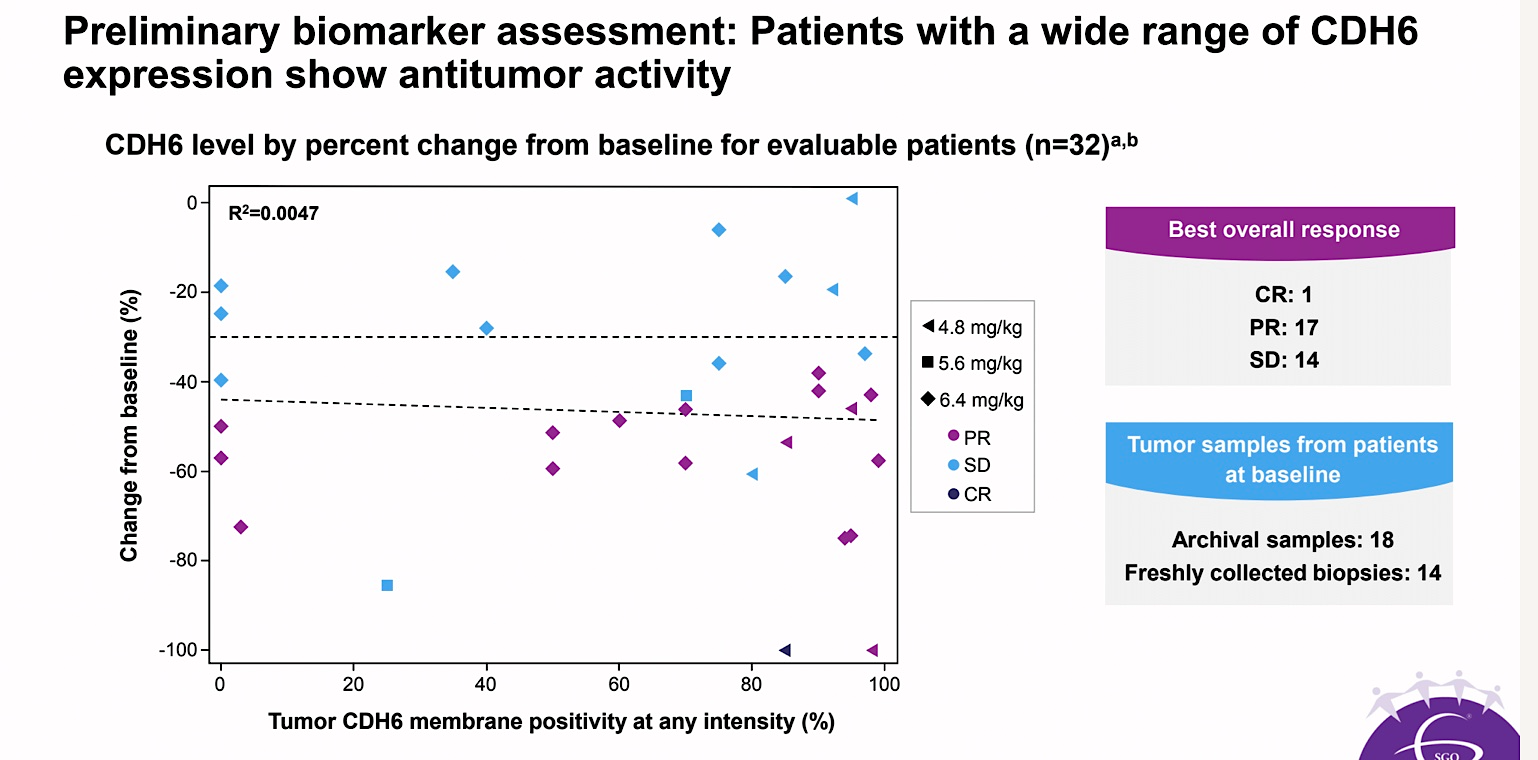 Preliminary biomarker assessment: Patients with a wide range of CDH6
expression show antitumor activity
CDH6 level by percent change from baseline for evaluable patients (n=32)a,b
R²=0.0047
Change from baseline (%)
0
-20
-40
-60
-80
-100
0 20 40 60 80 100
Tumor CDH6 membrane positivity at any intensity (%)
4.8 mg/kg
5.6 mg/kg
6.4 mg/kg
PR
SD
CR
Best overall response
CR: 1
PR: 17
SD: 14
Tumor samples from patients
at baseline
Archival samples: 18
Freshly collected biopsies: 14
SGO